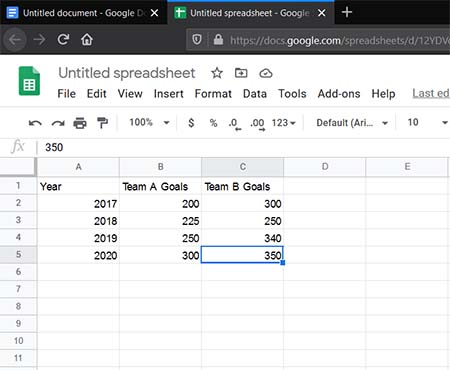 Untitled document - Google D
Untitled spreadsheet - Google
https://docs.google.com/spreadsheets/d/12YDV
Untitled spreadsheet
File Edit View Insert Format Data Tools Add-ons Help Last ed
100% $ % .0 .00 123 Default (Ari... 10
fx 350
A B C D E
1 Year Team A Goals Team B Goals
2 2017 200 300
3 2018 225 250
4 2019 250 340
5 2020 300 350
6
7
8
9
10
11